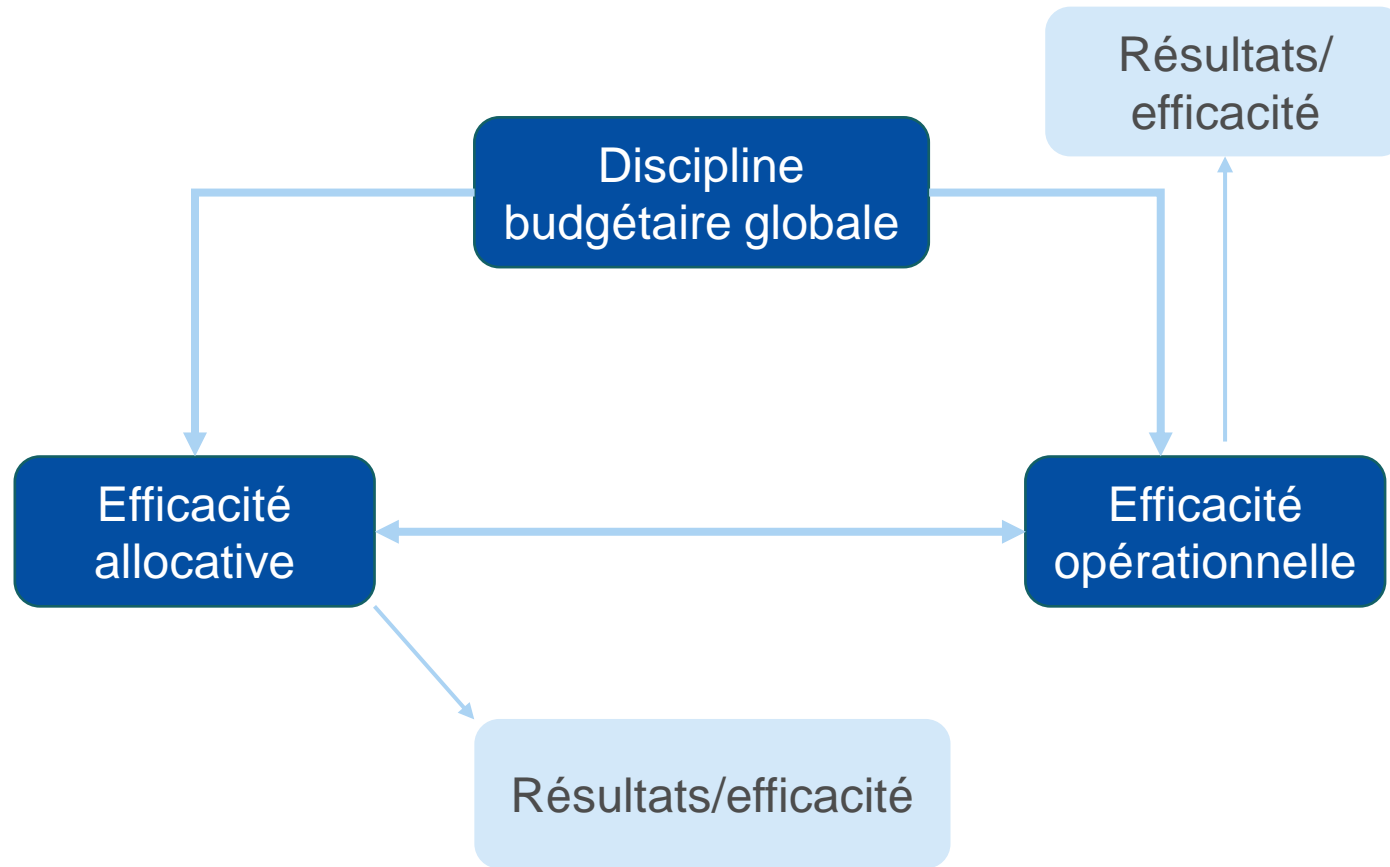 Résultats/
efficacité
Discipline
budgétaire globale
Efficacité
allocative
Efficacité
opérationnelle
Résultats/efficacité